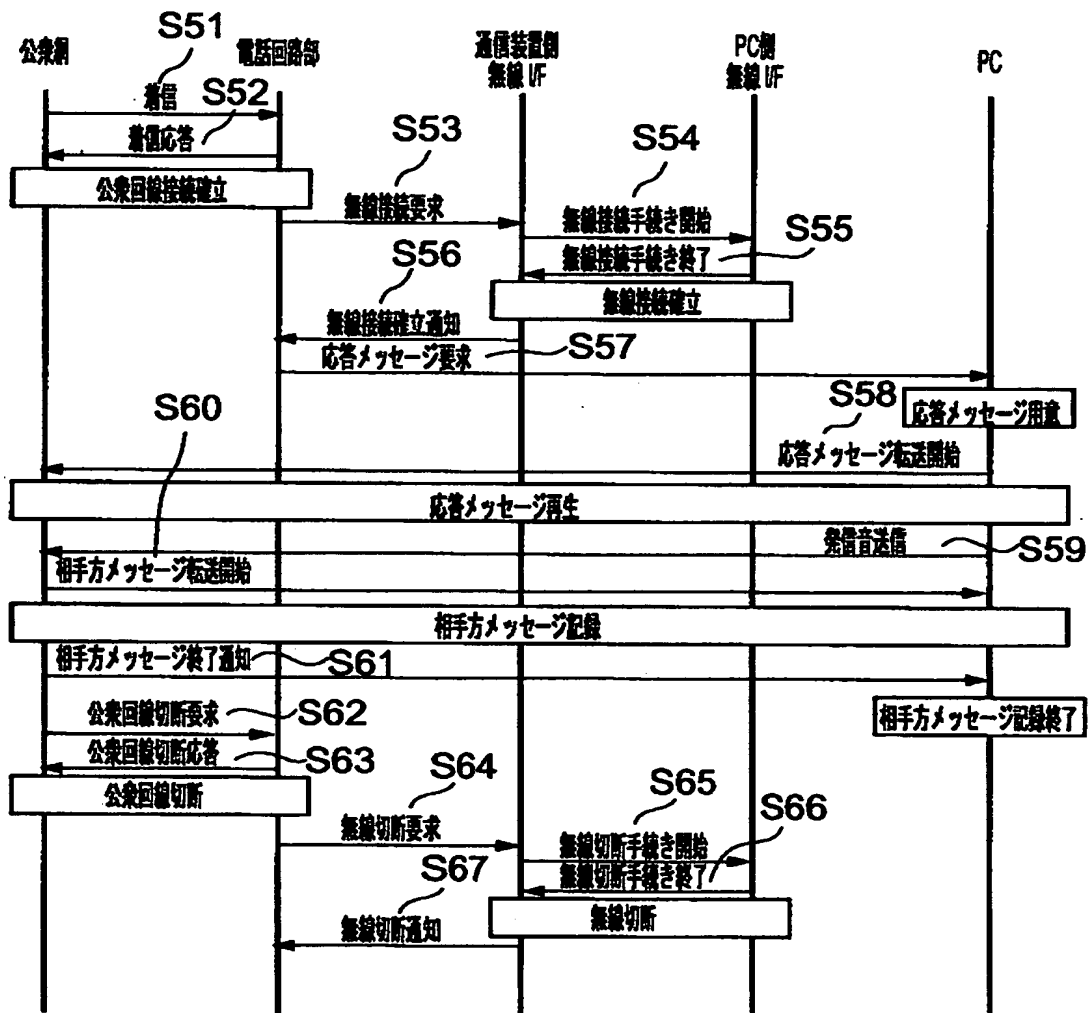 公衆網
電話回路部
通信装置側
無線 I/F
PC側
無線 I/F
PC
S51
着信
S52
着信応答
公衆回線接続確立
S53
無線接続要求
S54
無線接続手続き開始
S55
無線接続手続き終了
無線接続確立
S56
無線接続確立通知
S57
応答メッセージ要求
応答メッセージ用意
S58
応答メッセージ転送開始
応答メッセージ再生
発信音送信
S59
S60
相手方メッセージ転送開始
相手方メッセージ記録
相手方メッセージ終了通知
S61
相手方メッセージ記録終了
公衆回線切断要求
S62
公衆回線切断応答
S63
公衆回線切断
S64
無線切断要求
S65
無線切断手続き開始
S66
無線切断手続き終了
無線切断
S67
無線切断通知